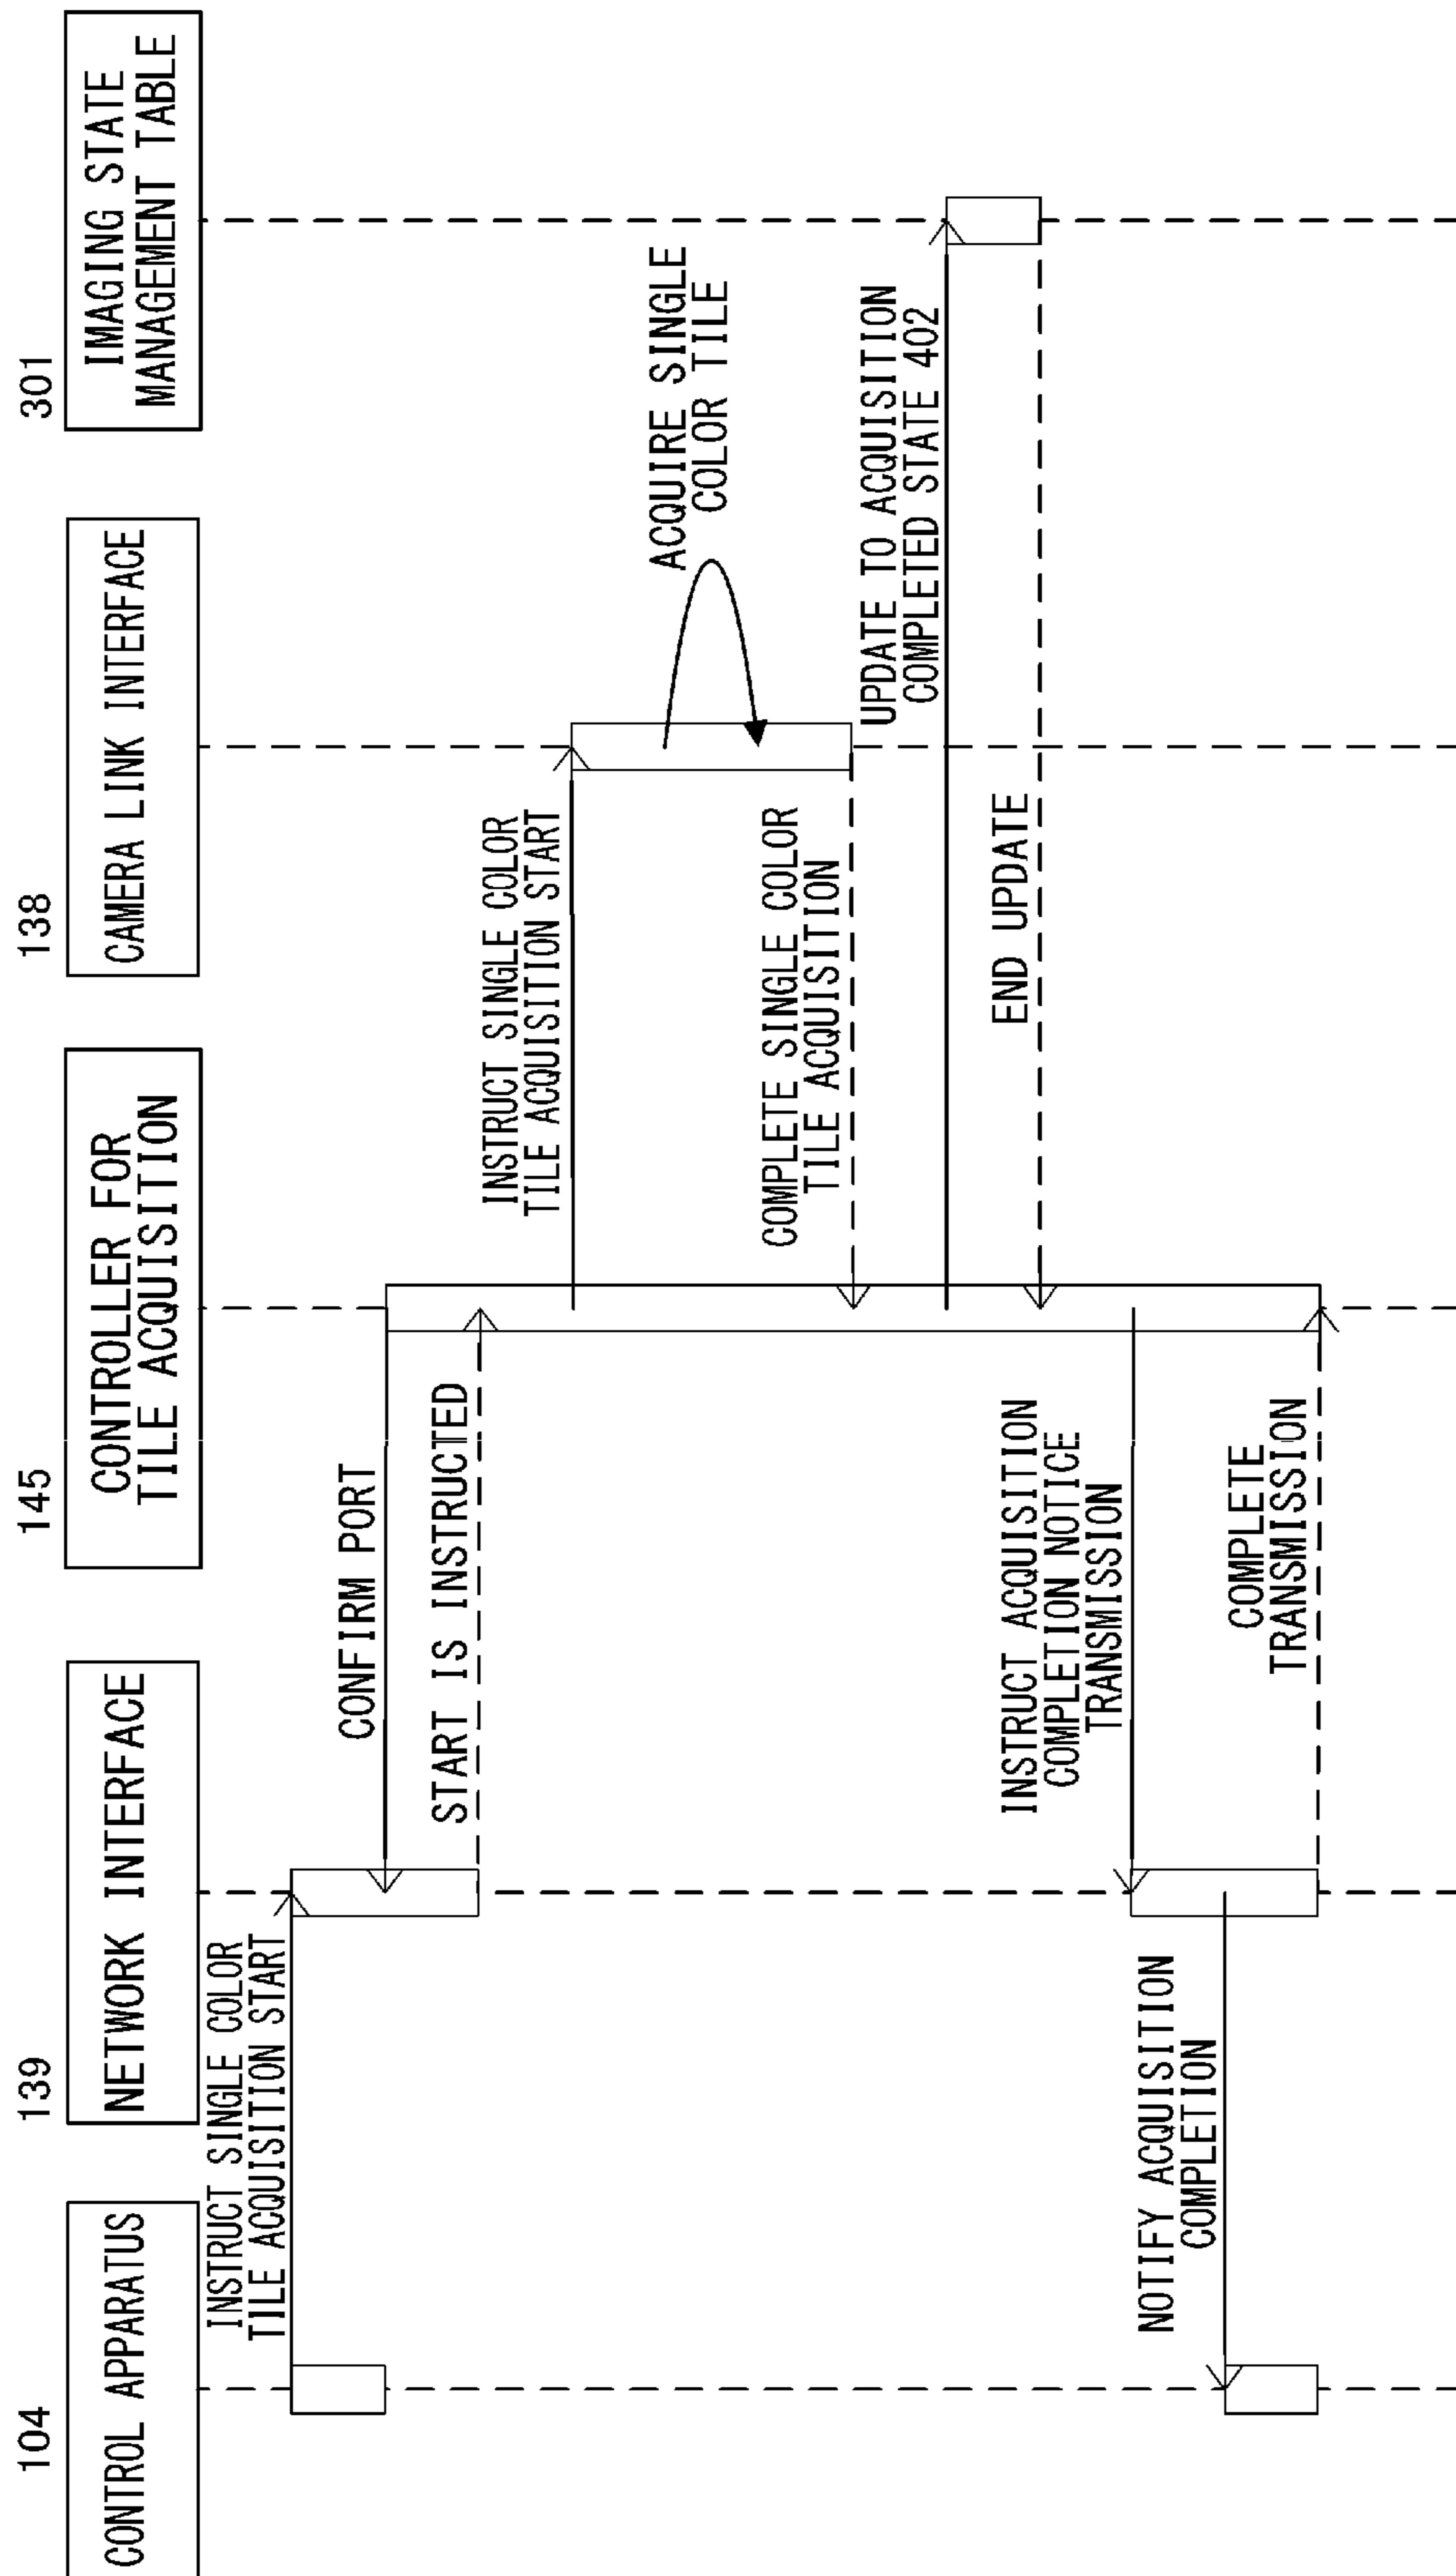 104
CONTROL APPARATUS
139
NETWORK INTERFACE
145
CONTROLLER FOR
TILE ACQUISITION
138
CAMERA LINK INTERFACE
301
IMAGING STATE
MANAGEMENT TABLE
INSTRUCT SINGLE COLOR
TILE ACQUISITION START
CONFIRM PORT
START IS INSTRUCTED
INSTRUCT SINGLE COLOR
TILE ACQUISITION START
ACQUIRE SINGLE
COLOR TILE
COMPLETE SINGLE COLOR
TILE ACQUISITION
UPDATE TO ACQUISITION
COMPLETED STATE 402
END UPDATE
INSTRUCT ACQUISITION
COMPLETION NOTICE
TRANSMISSION
NOTIFY ACQUISITION
COMPLETION
COMPLETE
TRANSMISSION